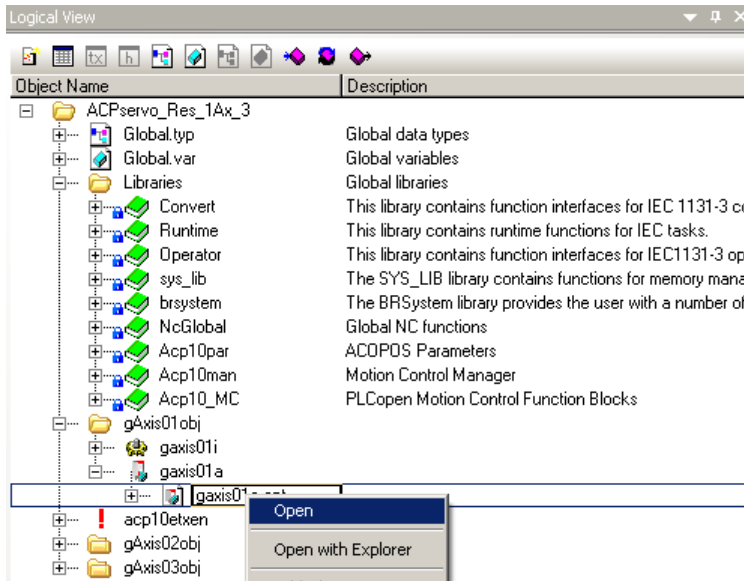 Logical View
Object Name Description
ACPservo_Res_1Ax_3
Global.typ Global data types
Global.var Global variables
Libraries Global libraries
Convert This library contains function interfaces for IEC 1131-3 c
Runtime This library contains runtime functions for IEC tasks.
Operator This library contains function interfaces for IEC1131-3 op
sys_lib The SYS_LIB library contains functions for memory mana
brsystem The BRSystem library provides the user with a number of
NcGlobal Global NC functions
Acp10par ACOPOS Parameters
Acp10man Motion Control Manager
Acp10_MC PLCopen Motion Control Function Blocks
gAxis01obj
gaxis01i
gaxis01a
Open
acp10etxen
Open with Explorer
gAxis02obj
gAxis03obj